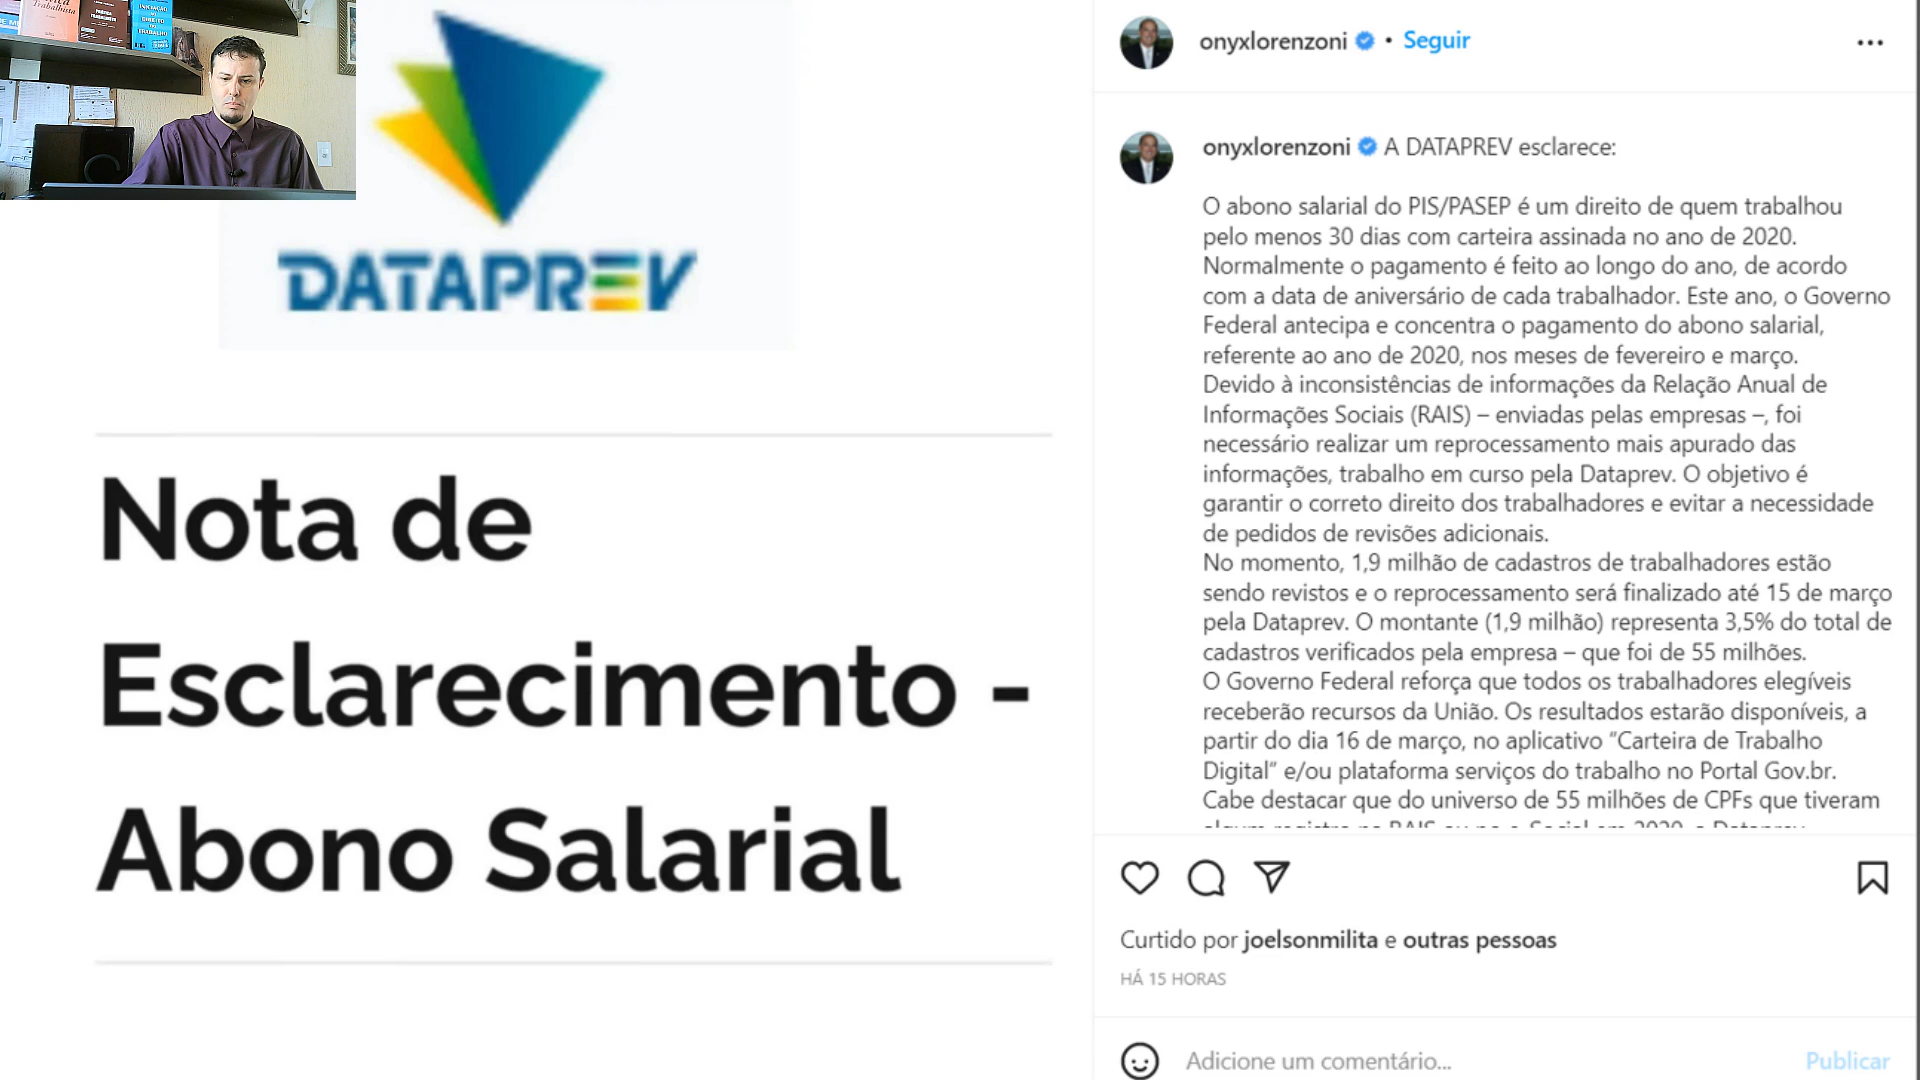 Trabalhista
INICIAÇÃO
DIREITO
TRABALHO
DATAPREV
Nota de
Esclarecimento -
Abono Salarial
onyxlorenzoni • Seguir
onyxlorenzoni A DATAPREV esclarece:
O abono salarial do PIS/PASEP é um direito de quem trabalhou
pelo menos 30 dias com carteira assinada no ano de 2020.
Normalmente o pagamento é feito ao longo do ano, de acordo
com a data de aniversário de cada trabalhador. Este ano, o Governo
Federal antecipa e concentra o pagamento do abono salarial,
referente ao ano de 2020, nos meses de fevereiro e março.
Devido à inconsistências de informações da Relação Anual de
Informações Sociais (RAIS) – enviadas pelas empresas –, foi
necessário realizar um reprocessamento mais apurado das
informações, trabalho em curso pela Dataprev. O objetivo é
garantir o correto direito dos trabalhadores e evitar a necessidade
de pedidos de revisões adicionais.
No momento, 1,9 milhão de cadastros de trabalhadores estão
sendo revistos e o reprocessamento será finalizado até 15 de março
pela Dataprev. O montante (1,9 milhão) representa 3,5% do total de
cadastros verificados pela empresa – que foi de 55 milhões.
O Governo Federal reforça que todos os trabalhadores elegíveis
receberão recursos da União. Os resultados estarão disponíveis, a
partir do dia 16 de março, no aplicativo “Carteira de Trabalho
Digital” e/ou plataforma serviços do trabalho no Portal Gov.br.
Cabe destacar que do universo de 55 milhões de CPFs que tiveram
Curtido por joelsonmilita e outras pessoas
HÁ 15 HORAS
Adicione um comentário... Publicar